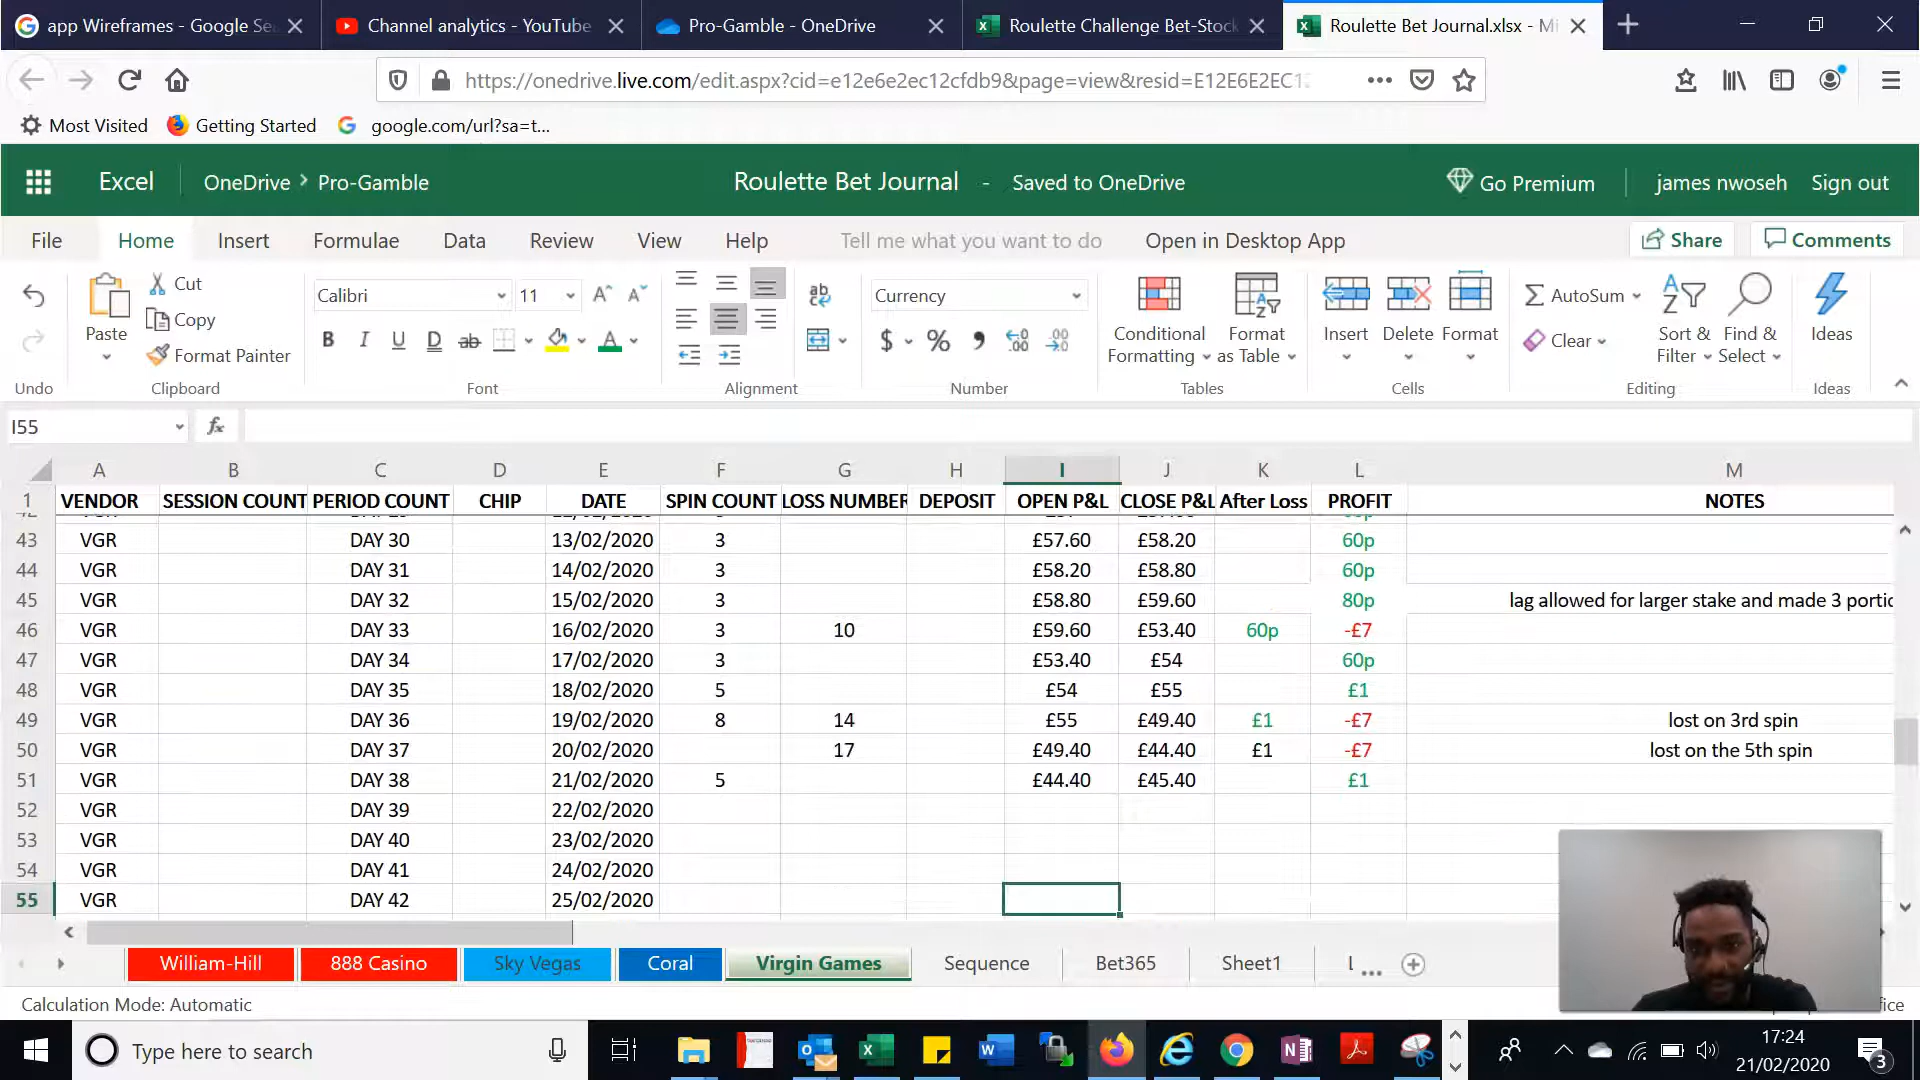 app Wireframes - Google Se
Channel analytics - YouTube
Pro-Gamble - OneDrive
Roulette Challenge Bet-Stock
Roulette Bet Journal.xlsx - Mi
https://onedrive.live.com/edit.aspx?cid=e12e6e2ec12cfdb9&page=view&resid=E12E6E2EC12
Most Visited
Getting Started
google.com/url?sa=t...
Excel
OneDrive > Pro-Gamble
Roulette Bet Journal - Saved to OneDrive
Go Premium
james nwoseh
Sign out
File
Home
Insert
Formulae
Data
Review
View
Help
Tell me what you want to do
Open in Desktop App
Share
Comments
Paste
Cut
Copy
Format Painter
Calibri
11
B I U D ab
ab
Currency
$ % 9
Conditional Formatting
Format as Table
Insert
Delete
Format
AutoSum
Clear
Sort & Filter
Find & Select
Ideas
Undo
Clipboard
Font
Alignment
Number
Tables
Cells
Editing
Ideas
I55
fx
A B C D E F G H I J K L M
1 VENDOR SESSION COUNT PERIOD COUNT CHIP DATE SPIN COUNT LOSS NUMBER DEPOSIT OPEN P&L CLOSE P&L After Loss PROFIT NOTES
43 VGR DAY 30 13/02/2020 3 £57.60 £58.20 60p
44 VGR DAY 31 14/02/2020 3 £58.20 £58.80 60p
45 VGR DAY 32 15/02/2020 3 £58.80 £59.60 80p lag allowed for larger stake and made 3 portic
46 VGR DAY 33 16/02/2020 3 10 £59.60 £53.40 60p -£7
47 VGR DAY 34 17/02/2020 3 £53.40 £54 60p
48 VGR DAY 35 18/02/2020 5 £54 £55 £1
49 VGR DAY 36 19/02/2020 8 14 £55 £49.40 £1 -£7 lost on 3rd spin
50 VGR DAY 37 20/02/2020 17 £49.40 £44.40 £1 -£7 lost on the 5th spin
51 VGR DAY 38 21/02/2020 5 £44.40 £45.40 £1
52 VGR DAY 39 22/02/2020
53 VGR DAY 40 23/02/2020
54 VGR DAY 41 24/02/2020
55 VGR DAY 42 25/02/2020
William-Hill
888 Casino
Sky Vegas
Coral
Virgin Games
Sequence
Bet365
Sheet1
...
Calculation Mode: Automatic
Type here to search
17:24
21/02/2020
3